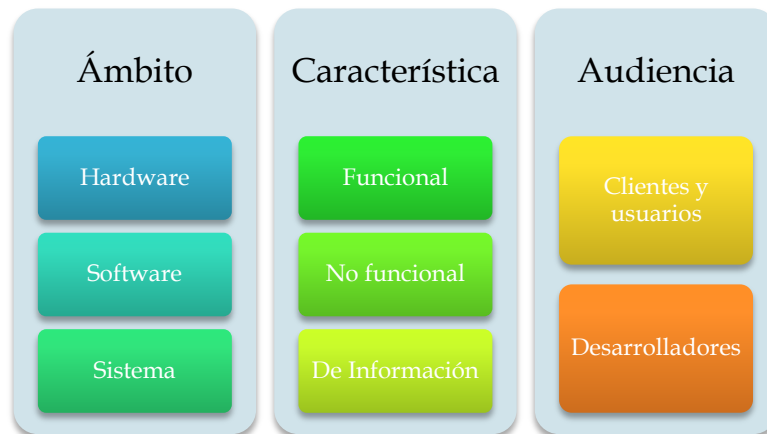 Ámbito
Hardware
Software
Sistema
Característica
Funcional
No funcional
De Información
Audiencia
Clientes y
usuarios
Desarrolladores